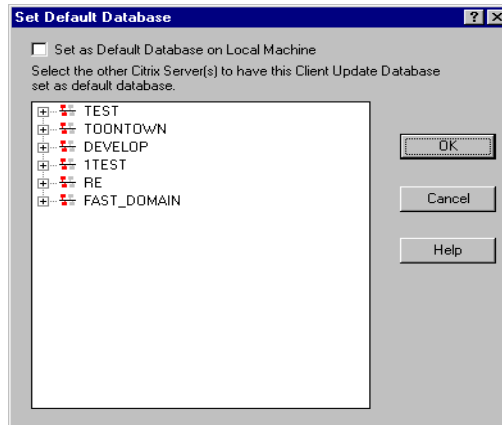 Set Default Database
Set as Default Database on Local Machine
Select the other Citrix Server(s) to have this Client Update Database
set as default database.
TEST
TOONTOWN
DEVELOP
1TEST
RE
FAST_DOMAIN
OK
Cancel
Help